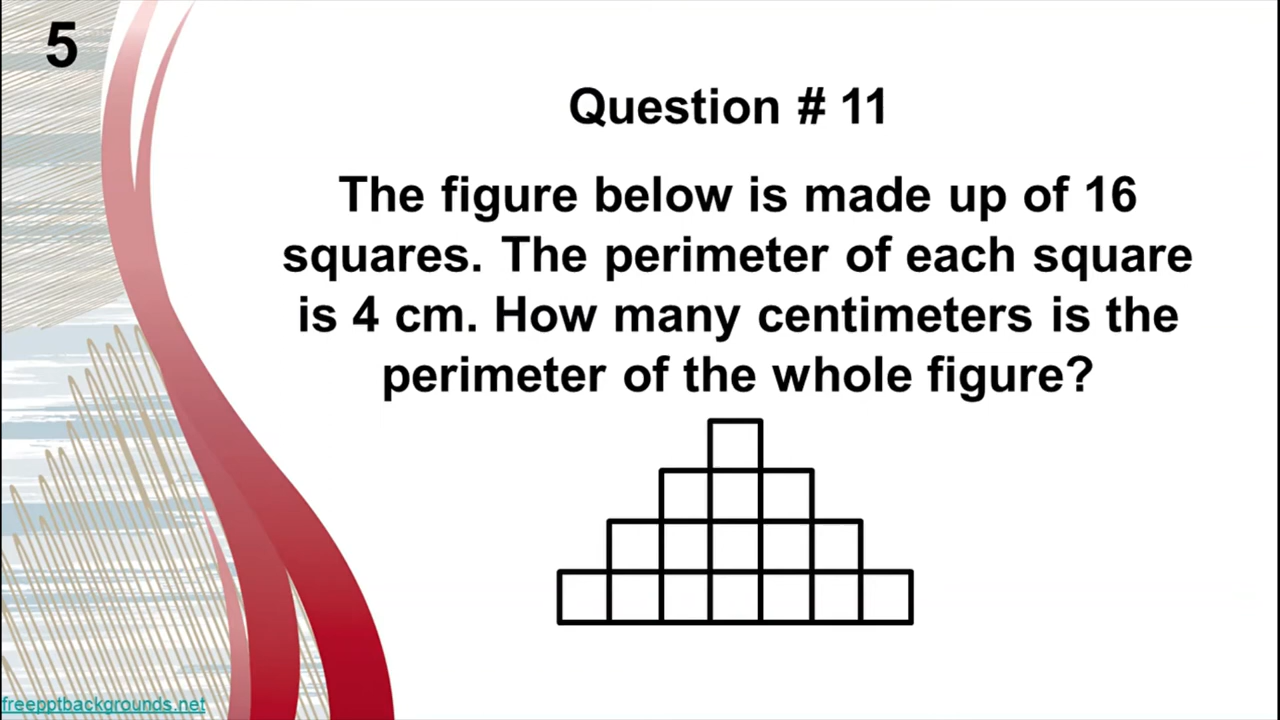 5
Question # 11
The figure below is made up of 16
squares. The perimeter of each square
is 4 cm. How many centimeters is the
perimeter of the whole figure?
freepptbackgrounds.net